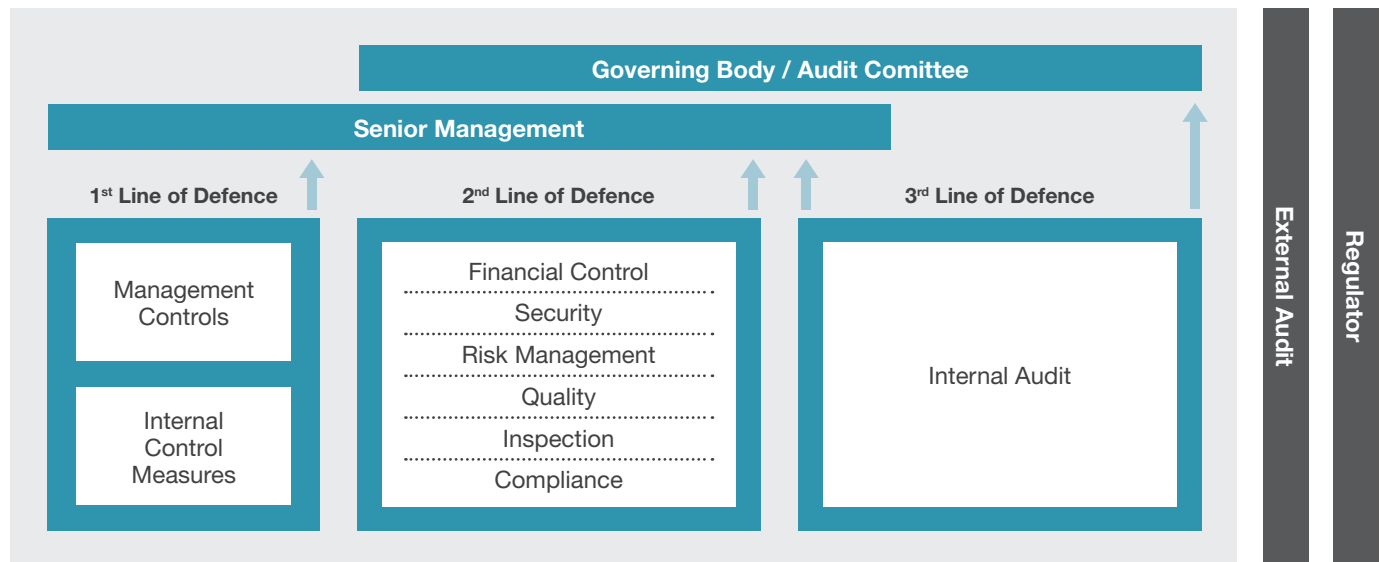 Governing Body / Audit Comittee
Senior Management
1st Line of Defence
2nd Line of Defence
3rd Line of Defence
Management
Controls
Internal
Control
Measures
Financial Control
Security
Risk Management
Quality
Inspection
Compliance
Internal Audit
External Audit
Regulator